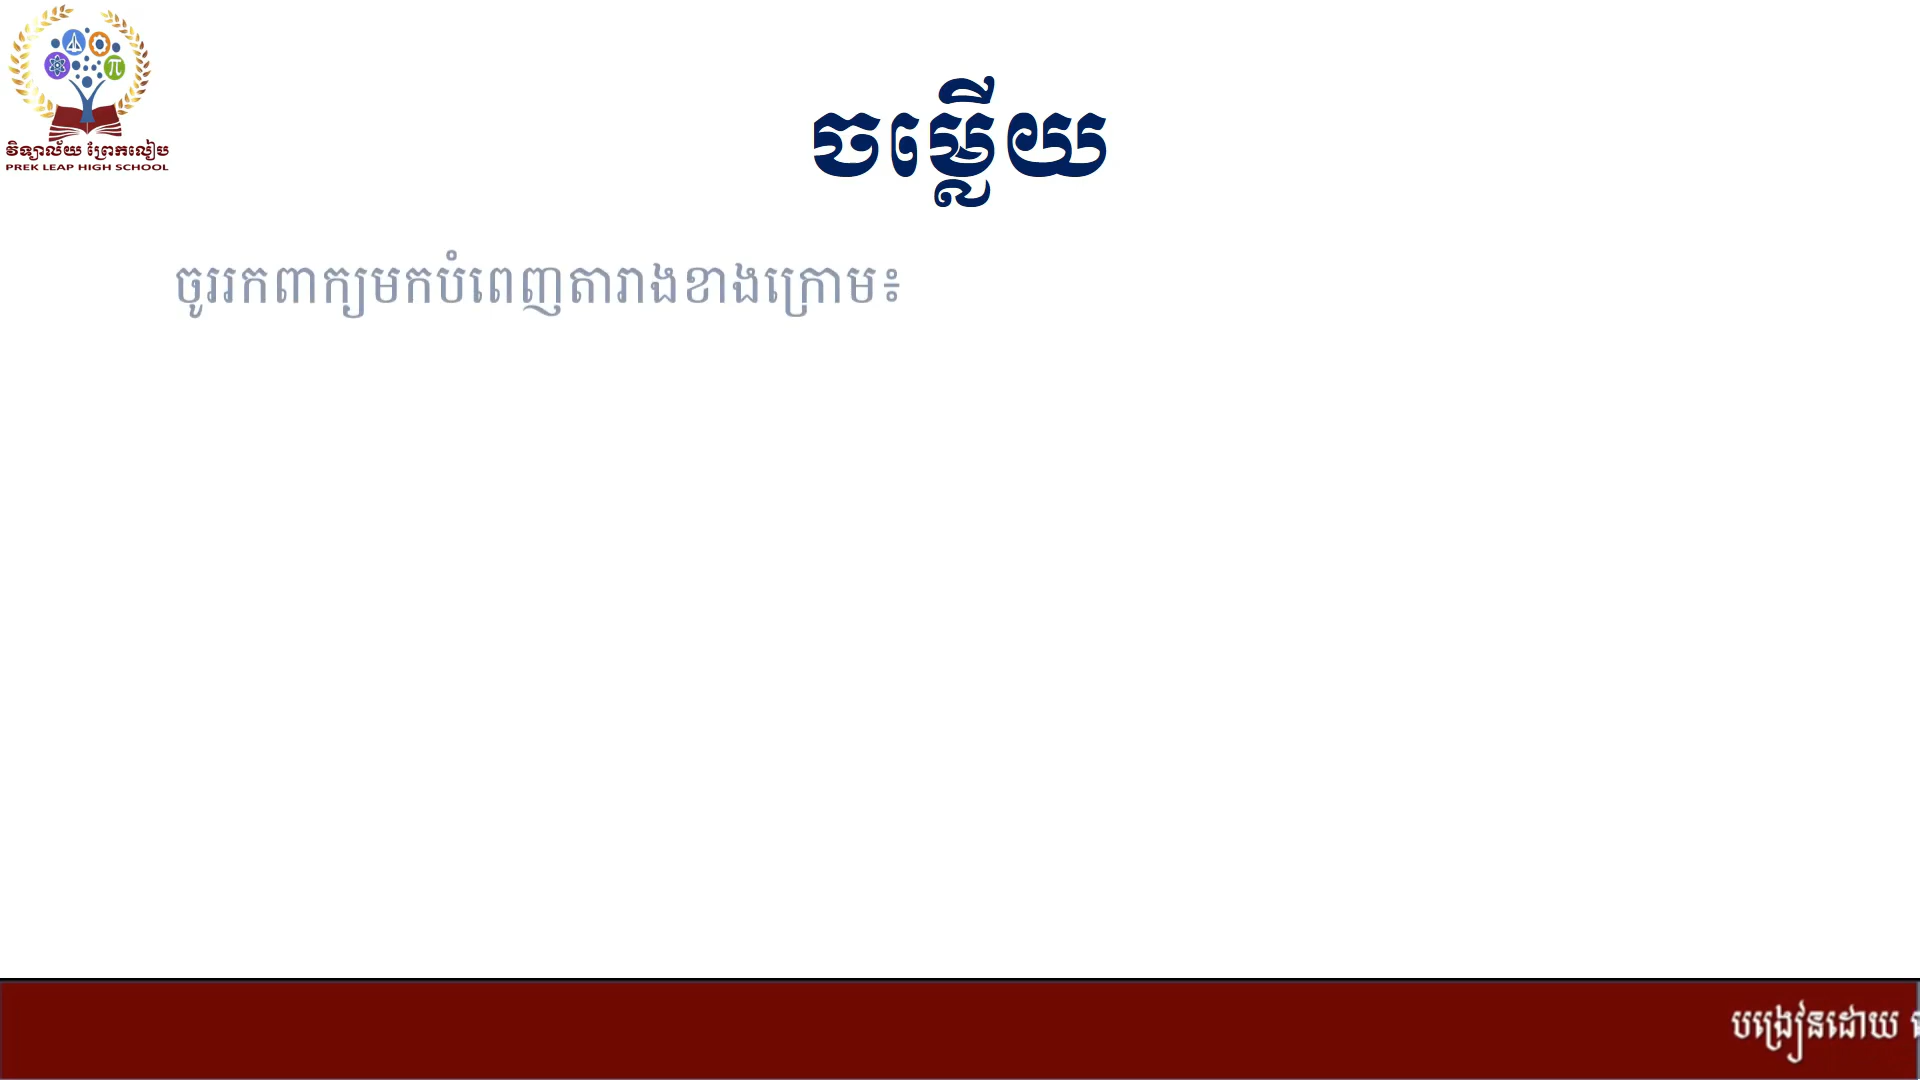 វិទ្យាល័យ ព្រែកលៀប
PREK LEAP HIGH SCHOOL
ចម្លើយ
ចូររកពាក្យមកបំពេញតារាងខាងក្រោម៖
បង្រៀនដោយ